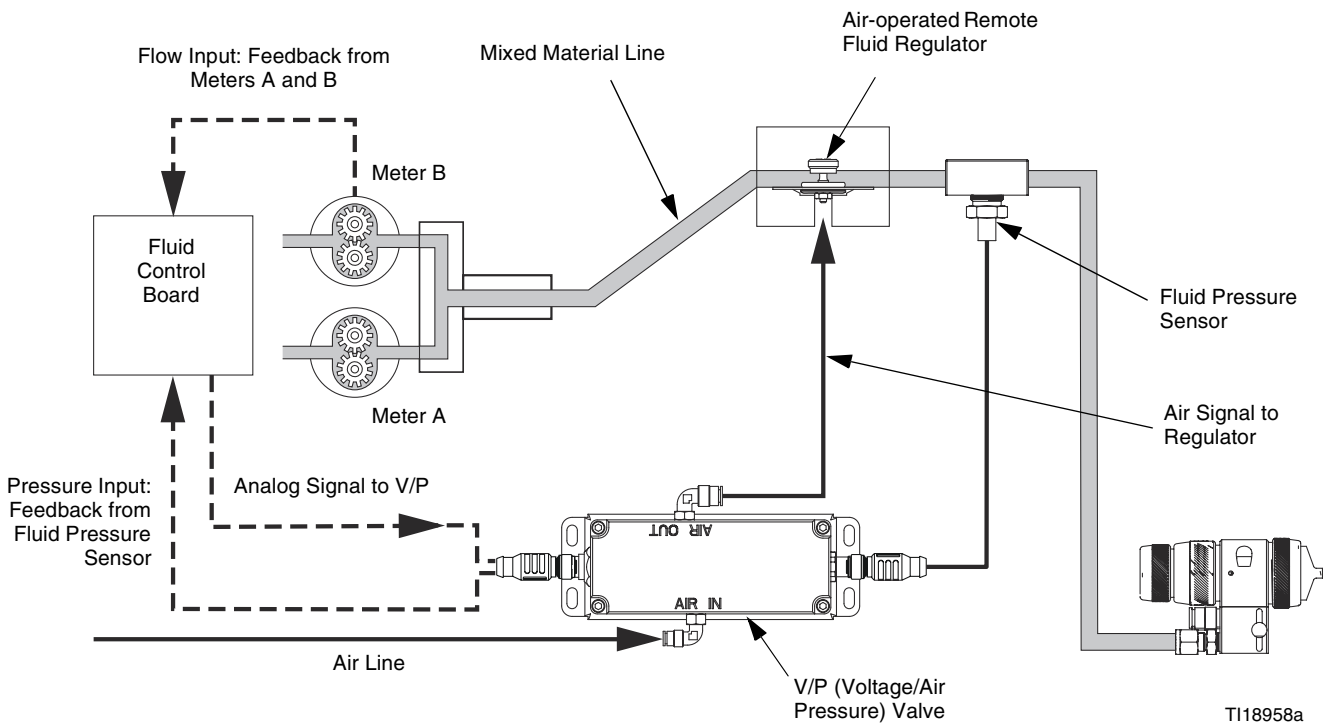 Air-operated Remote
Fluid Regulator
Mixed Material Line
Flow Input: Feedback from
Meters A and B
Meter B
Fluid
Control
Board
Fluid Pressure
Sensor
Meter A
Air Signal to
Regulator
Pressure Input:
Feedback from
Fluid Pressure
Sensor
Analog Signal to V/P
AIR OUT
AIR IN
Air Line
V/P (Voltage/Air
Pressure) Valve
TI18958a